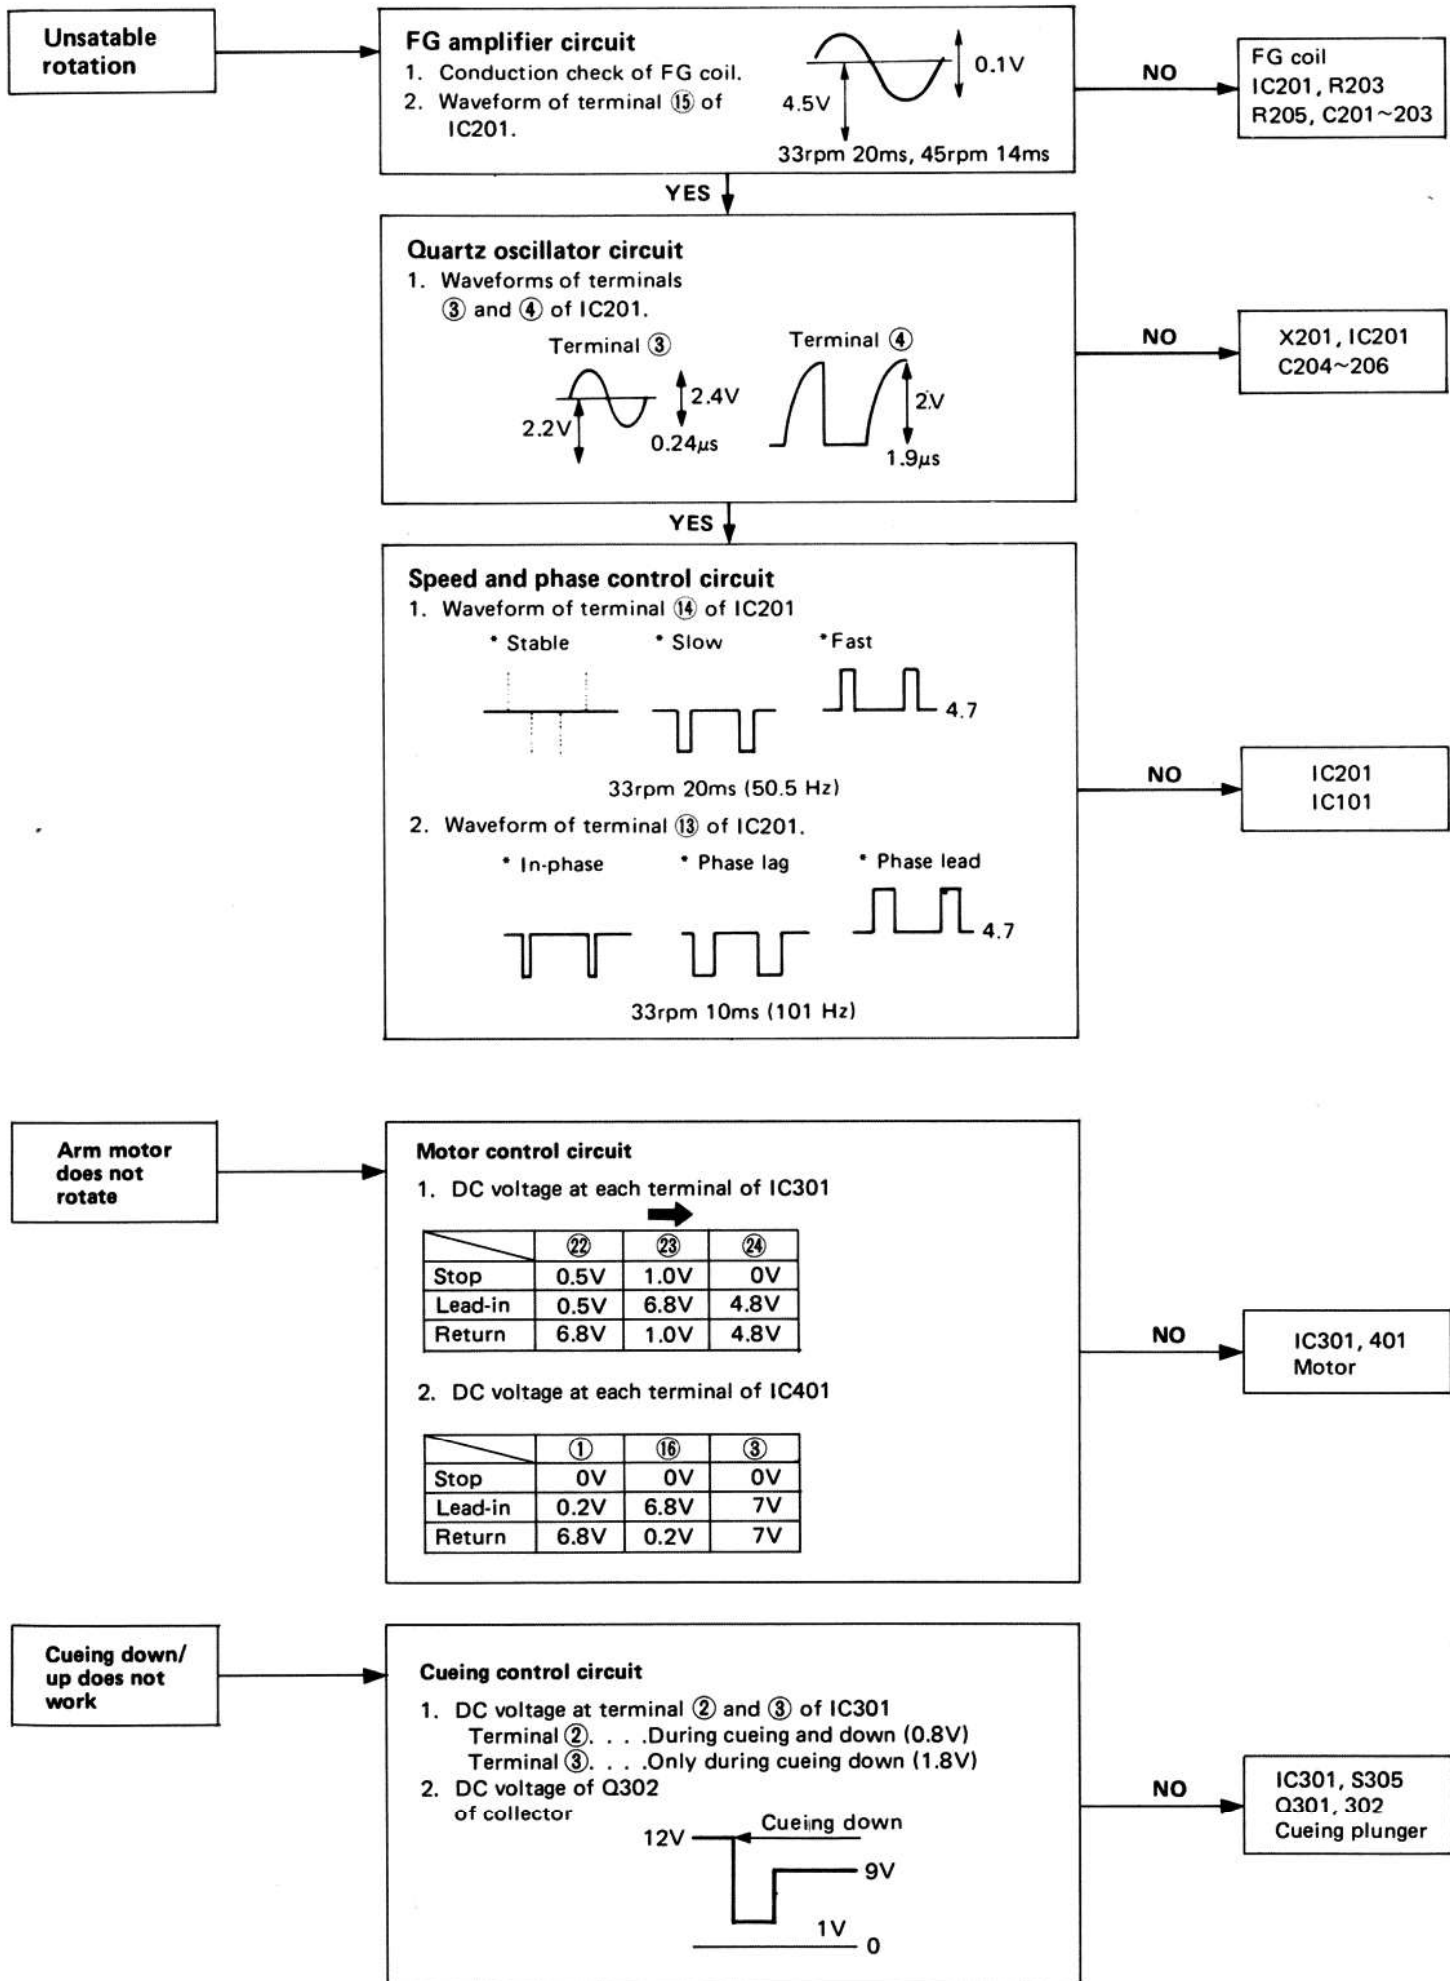 Unsatable
rotation
FG amplifier circuit
1. Conduction check of FG coil.
2. Waveform of terminal ⑮ of
IC201.
0.1V
4.5V
33rpm 20ms, 45rpm 14ms
NO
FG coil
IC201, R203
R205, C201~203
YES
Quartz oscillator circuit
1. Waveforms of terminals
③ and ④ of IC201.
Terminal ③
2.4V
2.2V
0.24µs
Terminal ④
2V
1.9µs
NO
X201, IC201
C204~206
YES
Speed and phase control circuit
1. Waveform of terminal ⑭ of IC201
* Stable * Slow * Fast
4.7
33rpm 20ms (50.5 Hz)
2. Waveform of terminal ⑬ of IC201.
* In-phase * Phase lag * Phase lead
4.7
33rpm 10ms (101 Hz)
NO
IC201
IC101
Arm motor
does not
rotate
Motor control circuit
1. DC voltage at each terminal of IC301
㉒ ㉓ ㉔
Stop 0.5V 1.0V 0V
Lead-in 0.5V 6.8V 4.8V
Return 6.8V 1.0V 4.8V
2. DC voltage at each terminal of IC401
① ⑯ ③
Stop 0V 0V 0V
Lead-in 0.2V 6.8V 7V
Return 6.8V 0.2V 7V
NO
IC301, 401
Motor
Cueing down/
up does not
work
Cueing control circuit
1. DC voltage at terminal ② and ③ of IC301
Terminal ②. . . .During cueing and down (0.8V)
Terminal ③. . . .Only during cueing down (1.8V)
2. DC voltage of Q302
of collector
12V
Cueing down
9V
1V
0
NO
IC301, S305
Q301, 302
Cueing plunger